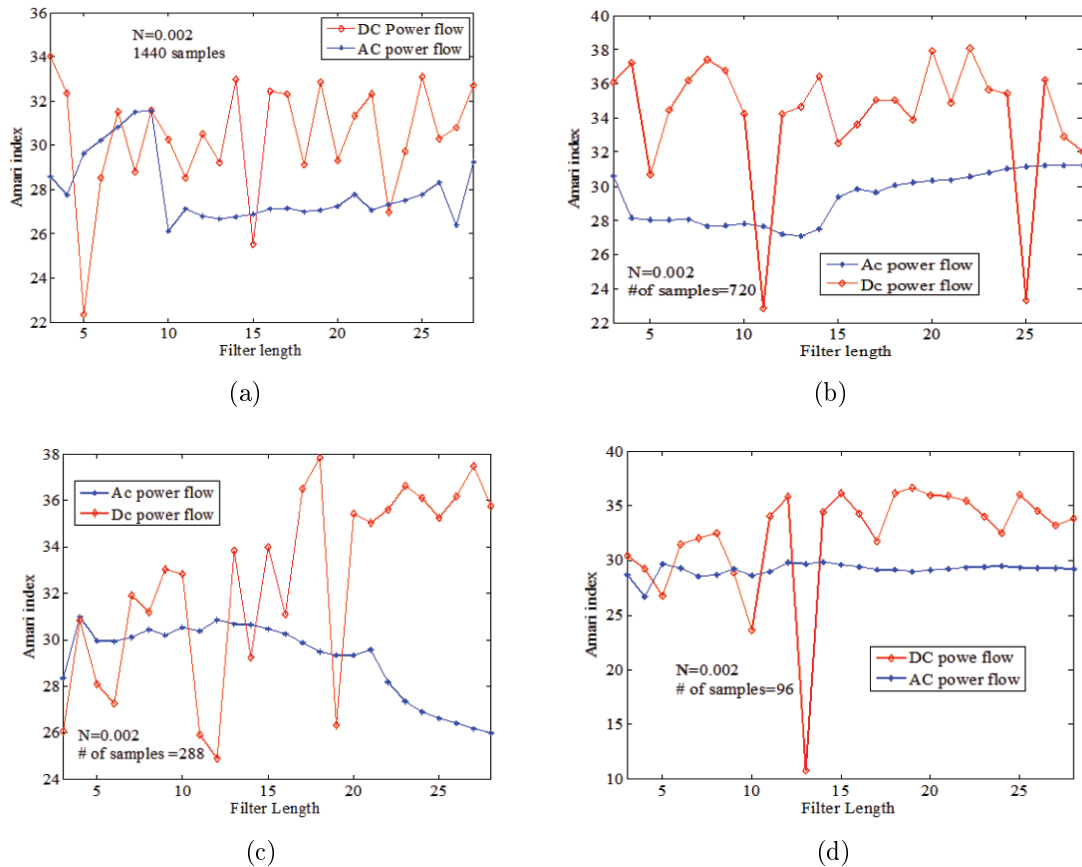 36
34
32
30
28
26
24
22
5
10
15
20
25
Amari index
Filter length
N=0.002
1440 samples
DC Power flow
AC power flow
(a)
40
38
36
34
32
30
28
26
24
22
5
10
15
20
25
Amari index
Filter length
N=0.002
#of samples=720
Ac power flow
Dc power flow
(b)
38
36
34
32
30
28
26
24
5
10
15
20
25
Amari index
Filter Length
Ac power flow
Dc power flow
N=0.002
# of samples =288
(c)
40
35
30
25
20
15
10
5
10
15
20
25
Amari index
Filter Length
N=0.002
# of samples=96
DC powe flow
AC power flow
(d)